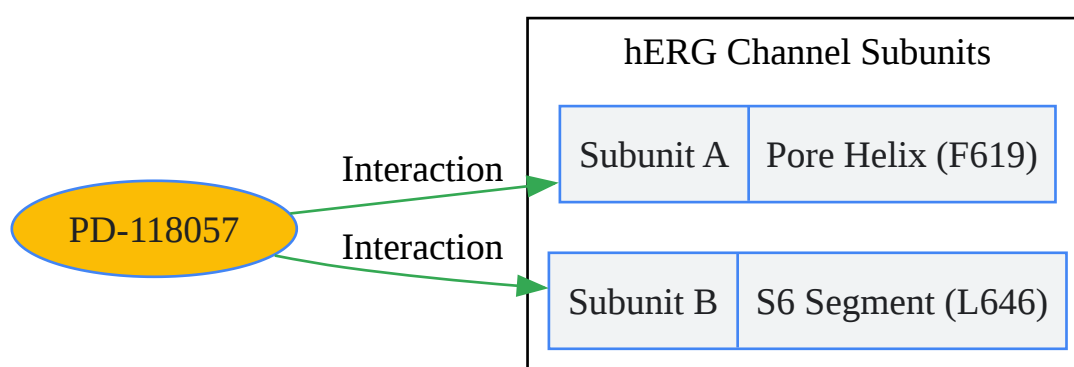 hERG Channel Subunits
Subunit A
Pore Helix (F619)
Interaction
PD-118057
Interaction
Subunit B
S6 Segment (L646)